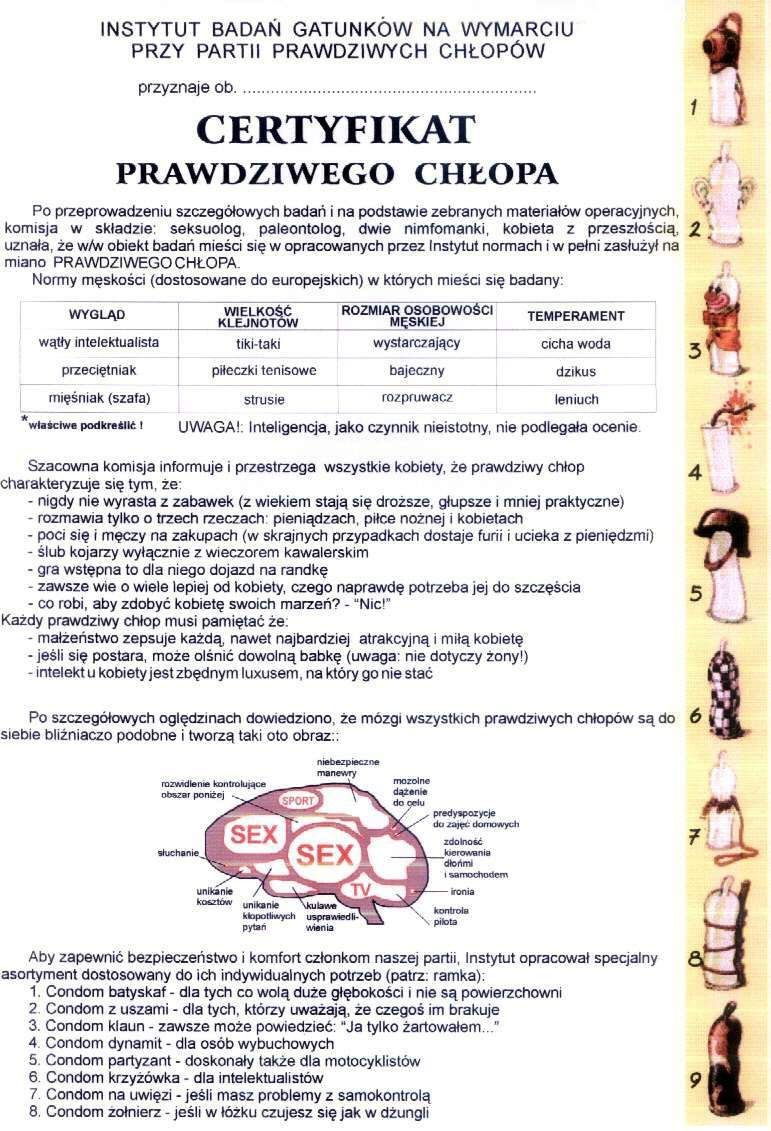 INSTYTUT BADAŃ GATUNKÓW NA WYMARCIU
PRZY PARTII PRAWDZIWYCH CHŁOPÓW
przyznaje ob. ...............................................................
CERTYFIKAT
PRAWDZIWEGO CHŁOPA
Po przeprowadzeniu szczegółowych badań i na podstawie zebranych materiałów operacyjnych,
komisja w składzie: seksuolog, paleontolog, dwie nimfomanki, kobieta z przeszłością,
uznała, że w/w obiekt badań mieści się w opracowanych przez Instytut normach i w pełni zasłużył na
miano PRAWDZIWEGO CHŁOPA.
Normy męskości (dostosowane do europejskich) w których mieści się badany:
WYGLĄD
WIELKOŚĆ
KLEJNOTÓW
ROZMIAR OSOBOWOŚCI
MĘSKIEJ
TEMPERAMENT
wątły intelektualista tiki-taki wystarczający cicha woda
przeciętniak piłeczki tenisowe bajeczny dzikus
mięśniak (szafa) strusie rozpruwacz leniuch
*właściwe podkreślić ! UWAGA!: Inteligencja, jako czynnik nieistotny, nie podlegała ocenie.
Szacowna komisja informuje i przestrzega wszystkie kobiety, że prawdziwy chłop
charakteryzuje się tym, że:
- nigdy nie wyrasta z zabawek (z wiekiem stają się droższe, głupsze i mniej praktyczne)
- rozmawia tylko o trzech rzeczach: pieniądzach, piłce nożnej i kobietach
- poci się i męczy na zakupach (w skrajnych przypadkach dostaje furii i ucieka z pieniędzmi)
- ślub kojarzy wyłącznie z wieczorem kawalerskim
- gra wstępna to dla niego dojazd na randkę
- zawsze wie o wiele lepiej od kobiety, czego naprawdę potrzeba jej do szczęścia
- co robi, aby zdobyć kobietę swoich marzeń? - "Nic!"
Każdy prawdziwy chłop musi pamiętać że:
- małżeństwo zepsuje każdą, nawet najbardziej atrakcyjną i miłą kobietę
- jeśli się postara, może olśnić dowolną babkę (uwaga: nie dotyczy żony!)
- intelekt u kobiety jest zbędnym luxusem, na który go nie stać
Po szczegółowych oględzinach dowiedziono, że mózgi wszystkich prawdziwych chłopów są do
siebie bliźniaczo podobne i tworzą taki oto obraz::
niebezpieczne
manewry
rozwidlenie kontrolujące
obszar poniżej
mozolne
dążenie
do celu
SPORT
predyspozycje
do zajęć domowych
SEX
SEX
zdolność
kierowania
dłońmi
i samochodem
słuchanie
TV
ironia
unikanie
kosztów
unikanie
kłopotliwych
pytań
kulawe
usprawiedli-
wienia
kontrola
pilota
Aby zapewnić bezpieczeństwo i komfort członkom naszej partii, Instytut opracował specjalny
asortyment dostosowany do ich indywidualnych potrzeb (patrz: ramka):
1. Condom batyskaf - dla tych co wolą duże głębokości i nie są powierzchowni
2. Condom z uszami - dla tych, którzy uważają, że czegoś im brakuje
3. Condom klaun - zawsze może powiedzieć: "Ja tylko żartowałem..."
4. Condom dynamit - dla osób wybuchowych
5. Condom partyzant - doskonały także dla motocyklistów
6. Condom krzyżówka - dla intelektualistów
7. Condom na uwięzi - jeśli masz problemy z samokontrolą
8. Condom żołnierz - jeśli w łóżku czujesz się jak w dżungli
1
2
3
4
5
6
7
8
9